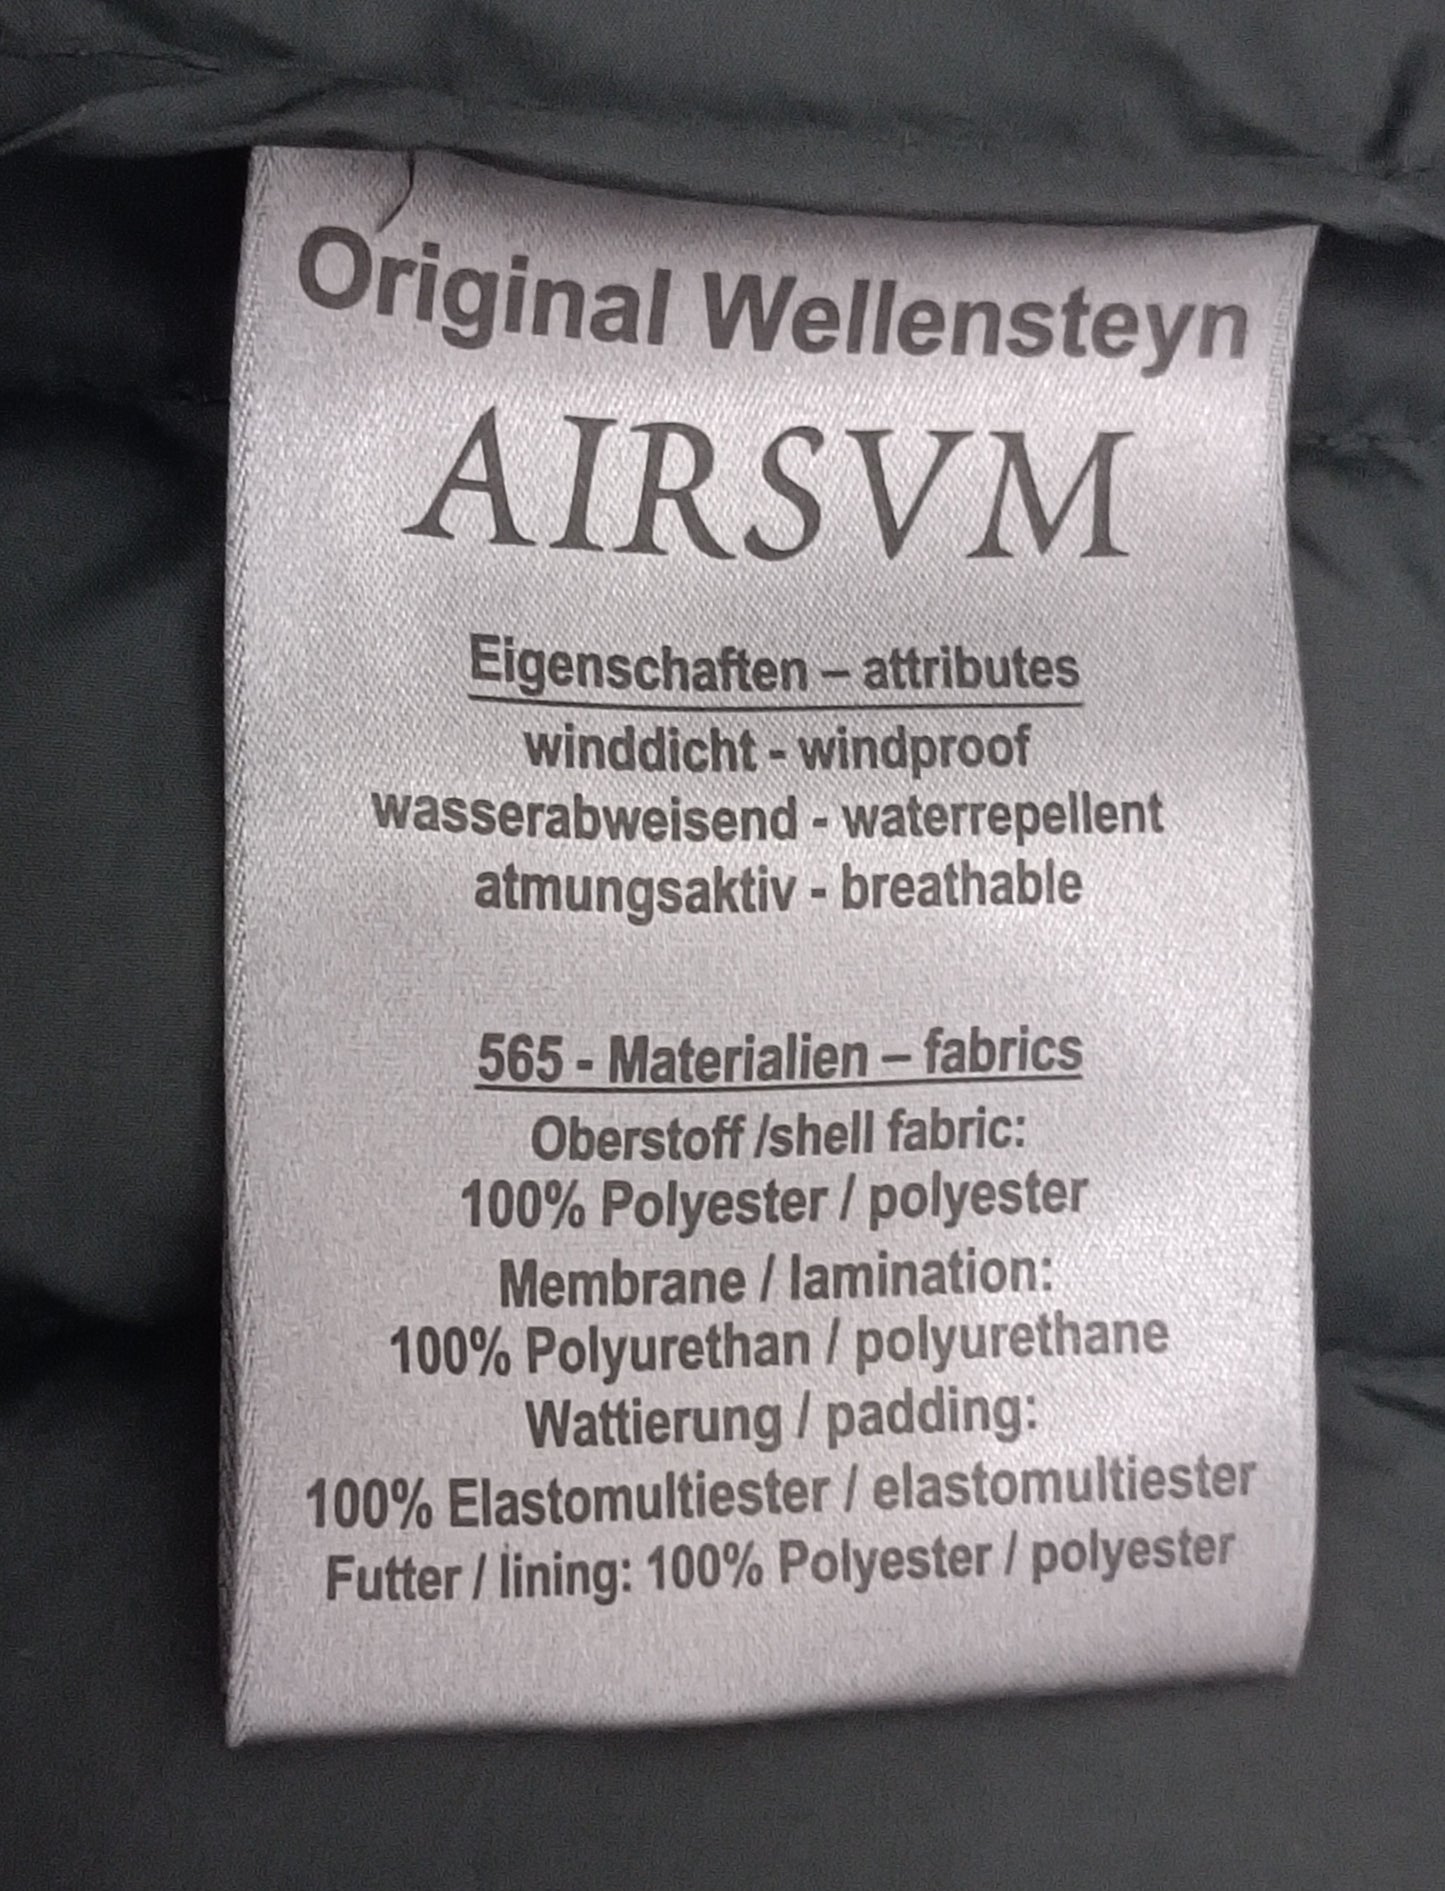 Original Wellensteyn
AIRSVM
Eigenschaften – attributes
winddicht - windproof
wasserabweisend - waterrepellent
atmungsaktiv - breathable
565 - Materialien – fabrics
Oberstoff /shell fabric:
100% Polyester / polyester
Membrane / lamination:
100% Polyurethan / polyurethane
Wattierung / padding:
100% Elastomultiester / elastomultiester
Futter / lining: 100% Polyester / polyester